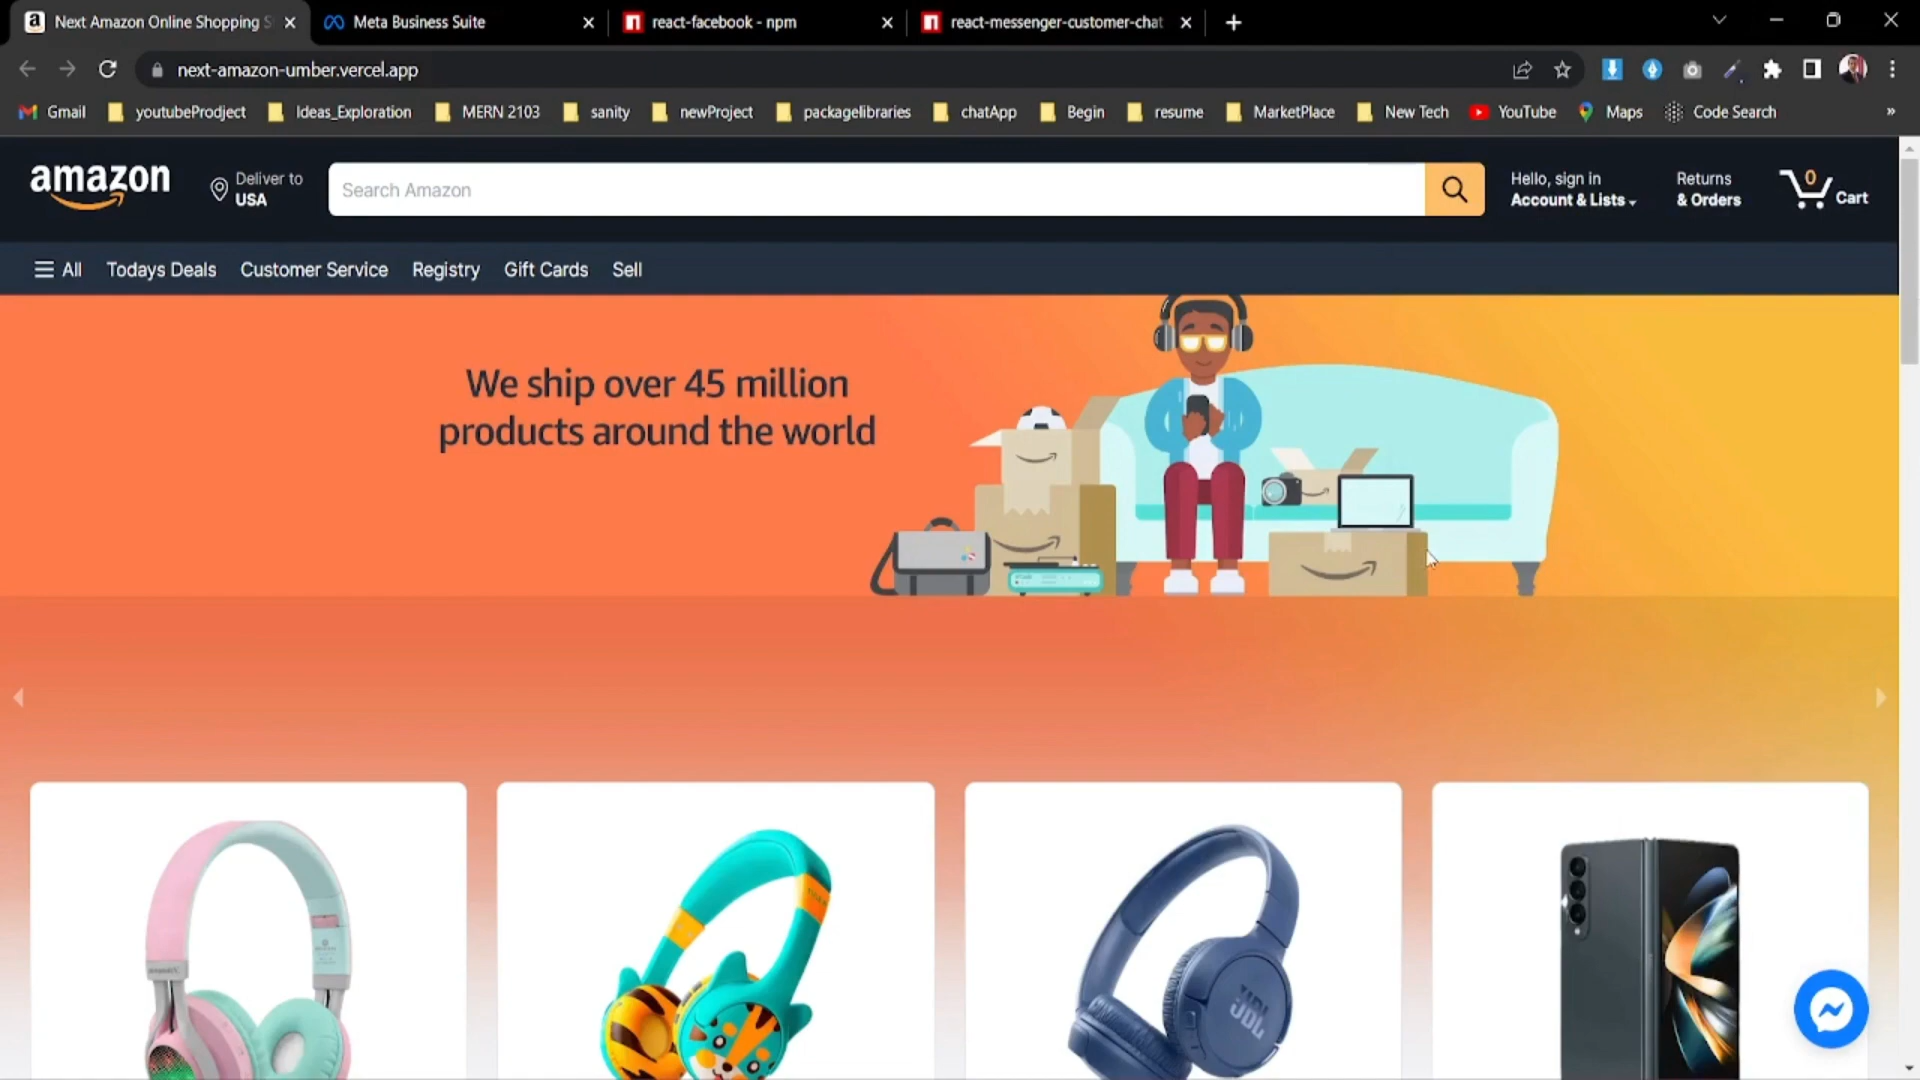 Next Amazon Online Shopping S
Meta Business Suite
react-facebook - npm
react-messenger-customer-chat
next-amazon-umber.vercel.app
Gmail
youtubeProdject
Ideas_Exploration
MERN 2103
sanity
newProject
packagelibraries
chatApp
Begin
resume
MarketPlace
New Tech
YouTube
Maps
Code Search
»
amazon
Deliver to
USA
Search Amazon
Hello, sign in
Account & Lists
Returns
& Orders
0
Cart
All
Todays Deals
Customer Service
Registry
Gift Cards
Sell
We ship over 45 million
products around the world
JBL